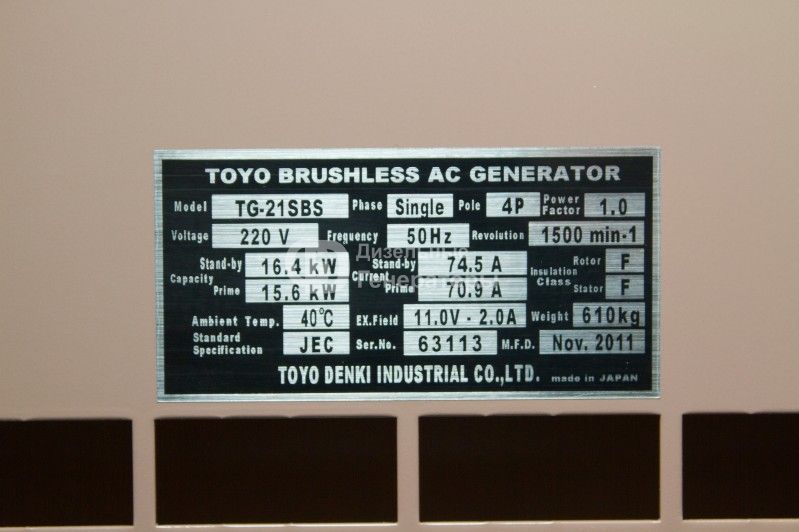 TOYO BRUSHLESS AC GENERATOR
Model TG-21SBS Phase Single Pole 4P Power Factor 1.0
Voltage 220 V Frequency 50Hz Revolution 1500 min-1
Capacity Stand-by 16.4 kW Current Stand-by 74.5 A Insulation Class Rotor F
Prime 15.6 kW Prime 70.9 A Stator F
Ambient Temp. 40℃ EX.Field 11.0V - 2.0A Weight 610kg
Standard Specification JEC Ser.No. 63113 M.F.D. Nov. 2011
TOYO DENKI INDUSTRIAL CO.,LTD. made in JAPAN
Дизельные
Генераторы